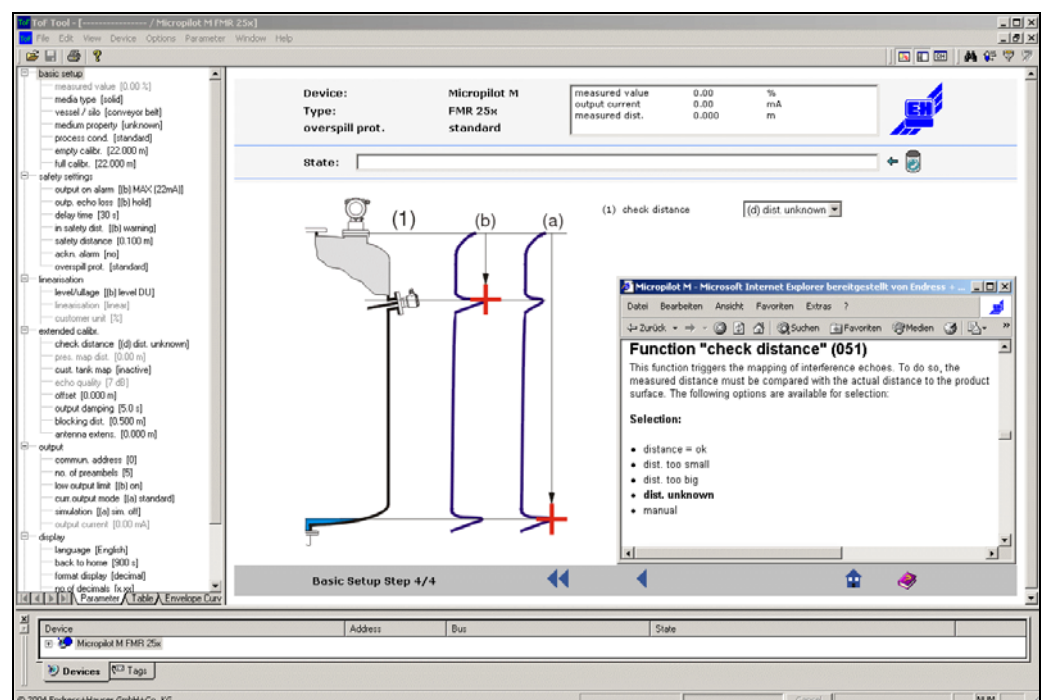 ToF Tool - [---------------- / Micropilot M FMR 25x]
File Edit View Device Options Parameter Window Help
basic setup
measured value [0.00 %]
media type [solid]
vessel / silo [conveyor belt]
medium property [unknown]
process cond. [standard]
empty calibr. [22.000 m]
full calibr. [22.000 m]
safety settings
output on alarm [(b) MAX (22mA)]
outp. echo loss [(b) hold]
delay time [30 s]
in safety dist. [(b) warning]
safety distance [0.100 m]
ackn. alarm [no]
overspill prot. [standard]
linearisation
level/ullage [(b) level DU]
linearisation [linear]
customer unit [%]
extended calibr.
check distance [(d) dist. unknown]
pres. map dist. [0.00 m]
cust. tank map [inactive]
echo quality [7 dB]
offset [0.000 m]
output damping [5.0 s]
blocking dist. [0.500 m]
antenna extens. [0.000 m]
output
commun. address [0]
no. of preambels [5]
low output limit [(b) on]
curr.output mode [(a) standard]
simulation [(a) sim. off]
output current [0.00 mA]
display
language [English]
back to home [900 s]
format display [decimal]
no.of decimals [x.xx]
Parameter Table Envelope Curv
Device: Micropilot M
Type: FMR 25x
overspill prot. standard
measured value 0.00 %
output current 0.00 mA
measured dist. 0.000 m
EH
State:
(1) (b) (a)
(1) check distance (d) dist. unknown
Micropilot M - Microsoft Internet Explorer bereitgestellt von Endress + ...
Datei Bearbeiten Ansicht Favoriten Extras ?
Zurück Suchen Favoriten Medien »
Function "check distance" (051)
This function triggers the mapping of interference echoes. To do so, the
measured distance must be compared with the actual distance to the product
surface. The following options are available for selection:
Selection:
• distance = ok
• dist. too small
• dist. too big
• dist. unknown
• manual
Basic Setup Step 4/4
Device Address Bus State
Micropilot M FMR 25x
Devices Tags
© 2004 Endress+Hauser GmbH+Co. KG Cancel NUM